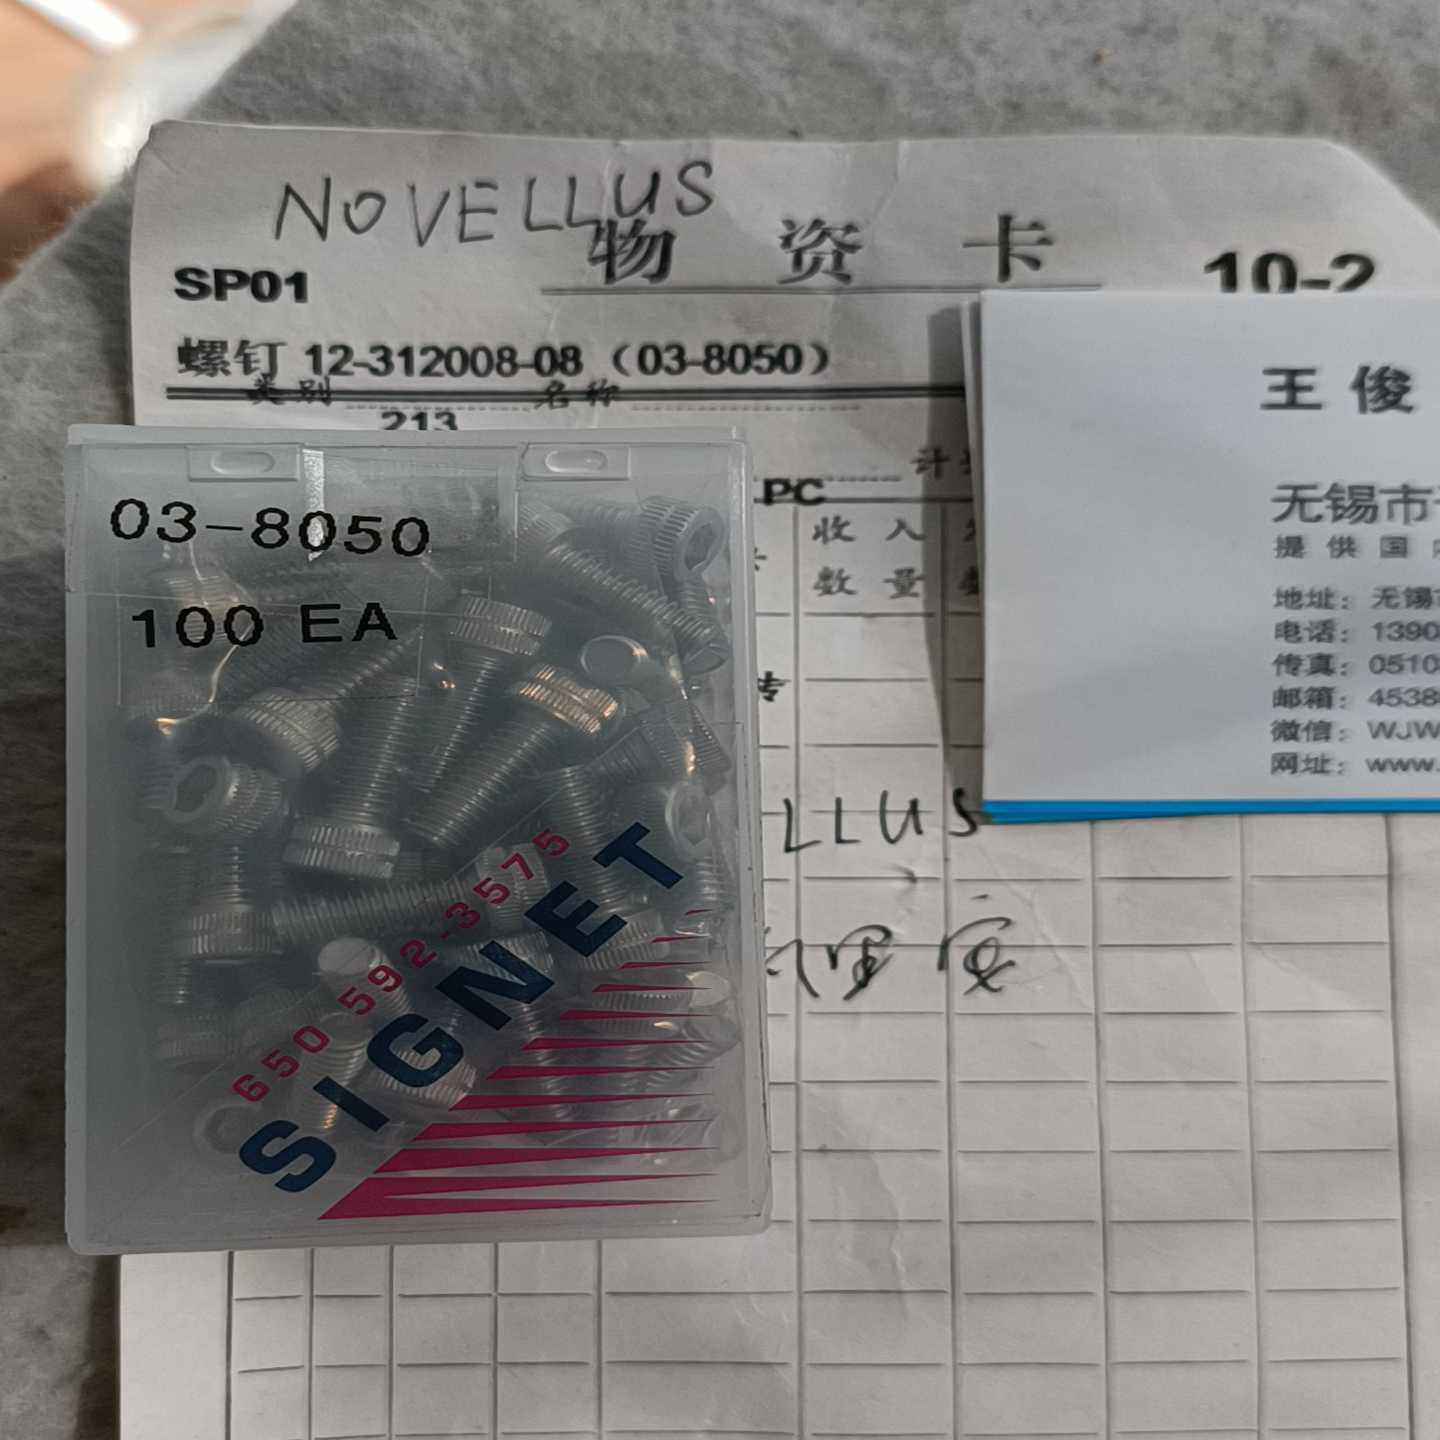 NOVELLUS
物资卡
SP01
10-2
螺钉 12-312008-08（03-8050）
类别
名称
213
计
PC
收入
数量
LLUS
03-8050
100 EA
650 592-3575
SIGNET
王俊
无锡市
提供国
地址：无锡
电话：1390
传真：0510
邮箱：4538
微信：WJW
网址：www.